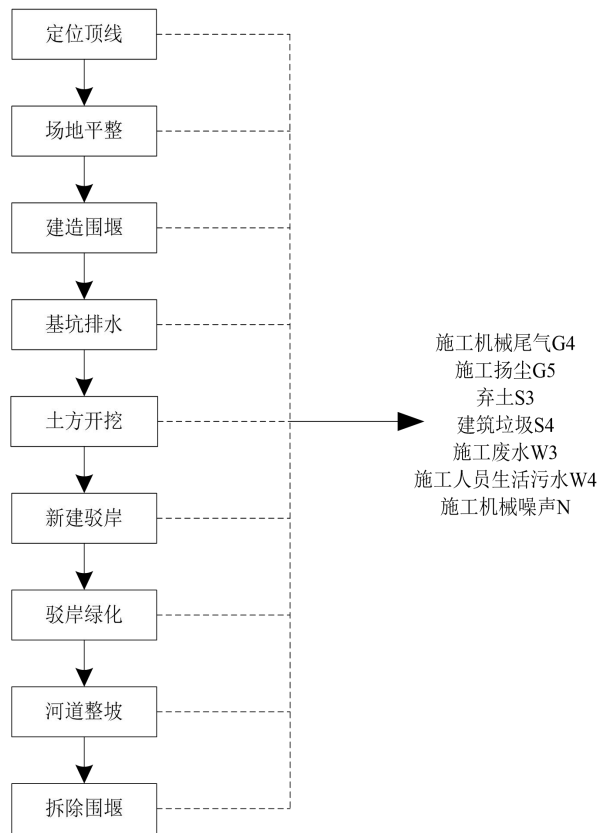 定位顶线
场地平整
建造围堰
基坑排水
土方开挖
新建驳岸
驳岸绿化
河道整坡
拆除围堰
施工机械尾气G4
施工扬尘G5
弃土S3
建筑垃圾S4
施工废水W3
施工人员生活污水W4
施工机械噪声N